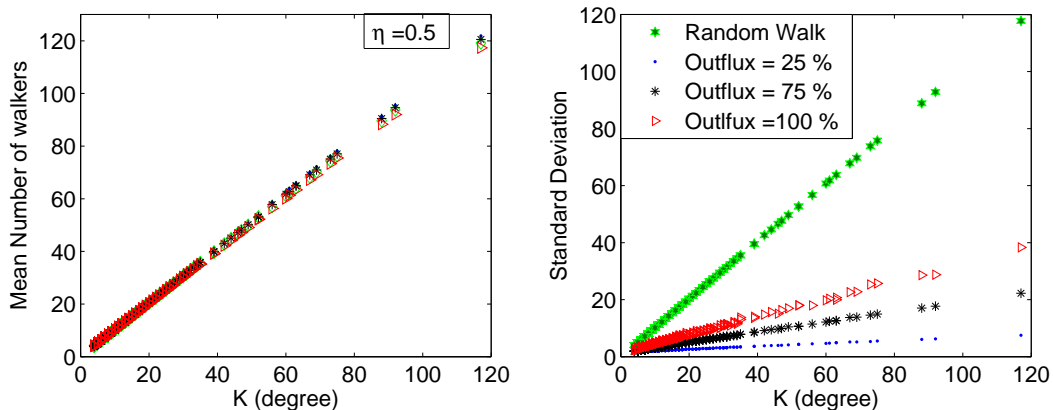 η =0.5
Mean Number of walkers
120
100
80
60
40
20
0
0 20 40 60 80 100 120
K (degree)
Random Walk
Outflux = 25 %
Outflux = 75 %
Outlfux =100 %
Standard Deviation
120
100
80
60
40
20
0
0 20 40 60 80 100 120
K (degree)